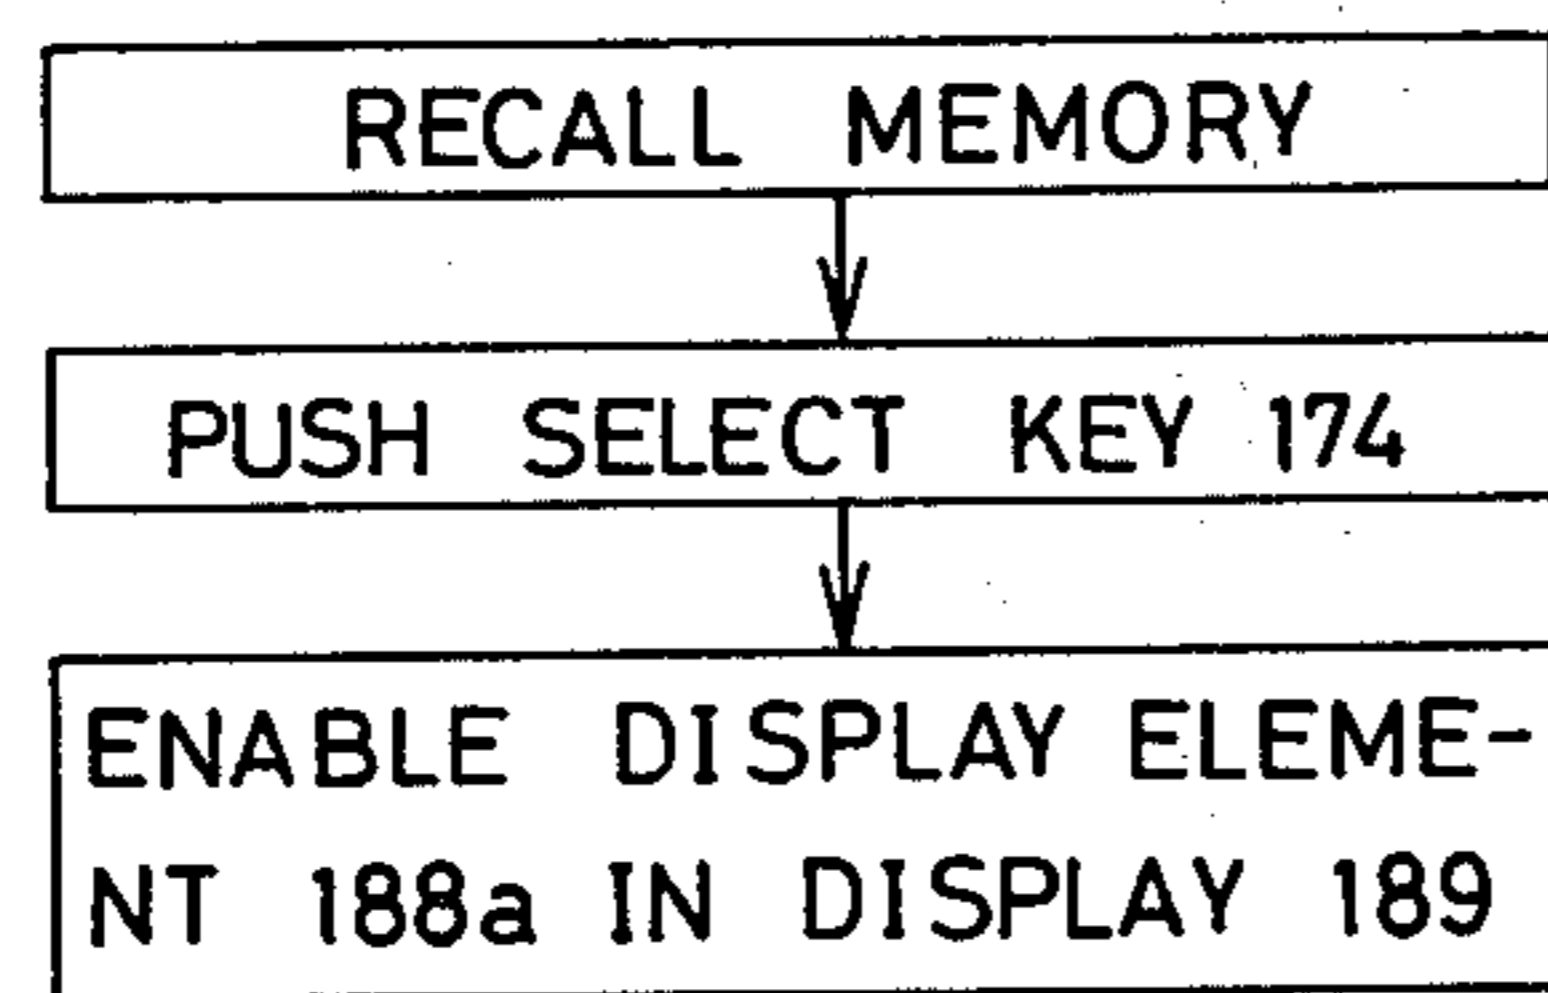 RECALL MEMORY
PUSH SELECT KEY 174
ENABLE DISPLAY ELEME-
NT 188a IN DISPLAY 189